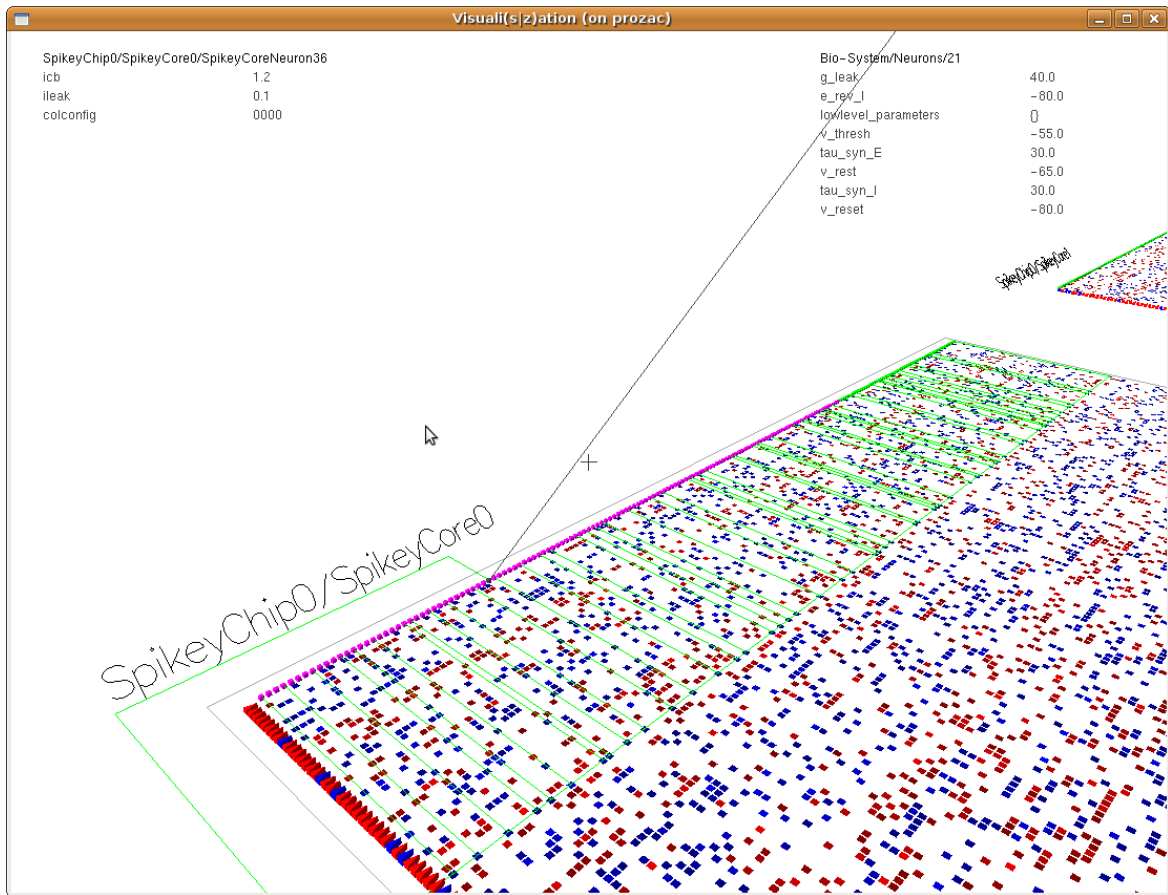 Visuali(s|z)ation (on prozac)
SpikeyChip0/SpikeyCore0/SpikeyCoreNeuron36
icb 1.2
ileak 0.1
colconfig 0000
Bio-System/Neurons/21
g_leak 40.0
e_rev_I -80.0
lowlevel_parameters {}
v_thresh -55.0
tau_syn_E 30.0
v_rest -65.0
tau_syn_I 30.0
v_reset -80.0
SpikeyChip0/SpikeyCore1
SpikeyChip0/SpikeyCore0